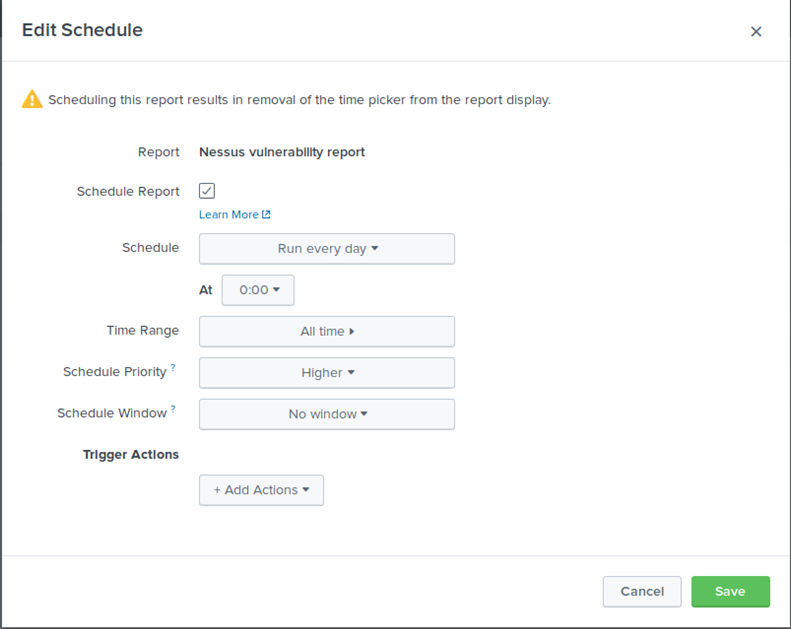 Edit Schedule
Scheduling this report results in removal of the time picker from the report display.
Report Nessus vulnerability report
Schedule Report
Learn More
Schedule Run every day
At 0:00
Time Range All time
Schedule Priority ? Higher
Schedule Window ? No window
Trigger Actions
+ Add Actions
Cancel Save